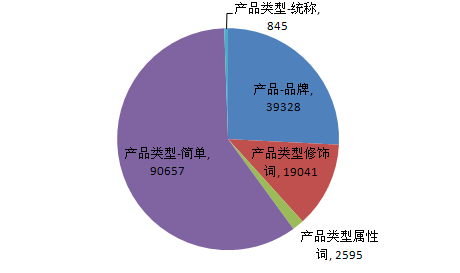 产品类型-统称,
845
产品-品牌,
39328
产品类型-简单,
90657
产品类型修饰
词, 19041
产品类型属性
词, 2595